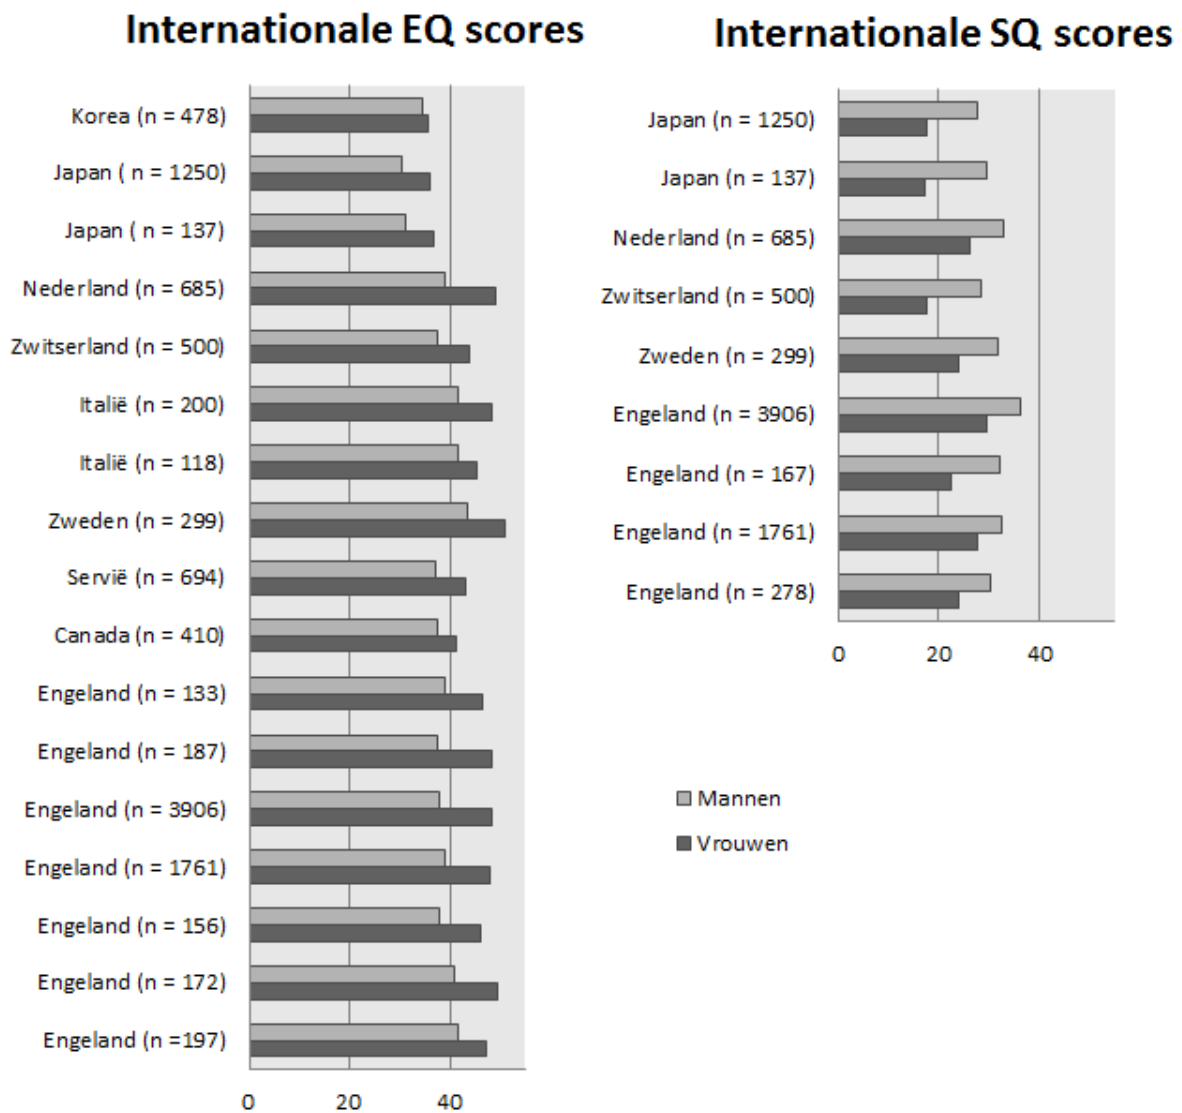 Internationale EQ scores
Korea (n = 478)
Japan ( n = 1250)
Japan ( n = 137)
Nederland (n = 685)
Zwitserland (n = 500)
Italië (n = 200)
Italië (n = 118)
Zweden (n = 299)
Servië (n = 694)
Canada (n = 410)
Engeland (n = 133)
Engeland (n = 187)
Engeland (n = 3906)
Engeland (n = 1761)
Engeland (n = 156)
Engeland (n = 172)
Engeland (n =197)
0 20 40
Internationale SQ scores
Japan (n = 1250)
Japan (n = 137)
Nederland (n = 685)
Zwitserland (n = 500)
Zweden (n = 299)
Engeland (n = 3906)
Engeland (n = 167)
Engeland (n = 1761)
Engeland (n = 278)
0 20 40
Mannen
Vrouwen